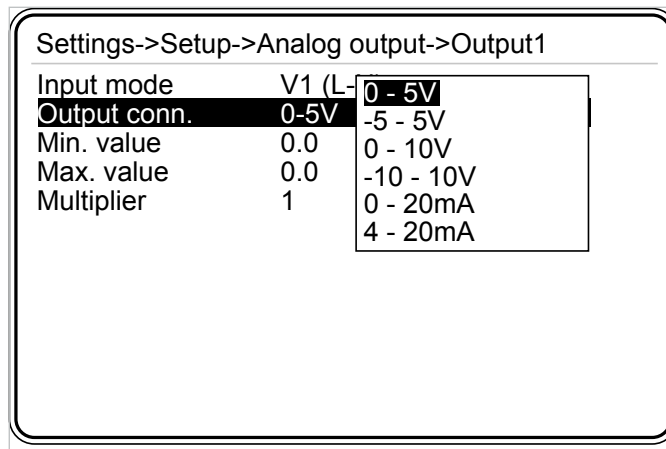 Settings->Setup->Analog output->Output1
Input mode V1 (L-
Output conn. 0-5V
Min. value 0.0
Max. value 0.0
Multiplier 1
0 - 5V
-5 - 5V
0 - 10V
-10 - 10V
0 - 20mA
4 - 20mA